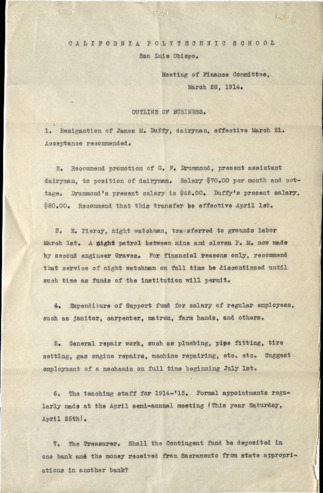 CALIFORNIA POLYTECHNIC SCHOOL
San Luis Obispo.
Meeting of Finance Committee,
March 28, 1914.
OUTLINE OF BUSINESS.
1. Resignation of James M. Duffy, dairyman, effective March 31.
Acceptance recommended.
2. Recommend promotion of G. F. Drummond, present assistant
dairyman, to position of dairyman. Salary $70.00 per month and cot-
tage. Drummond's present salary is $65.00. Duffy's present salary,
$80.00. Recommend that this transfer be effective April 1st.
3. E. Piercy, night watchman, transferred to grounds labor
March 1st. A night patrol between nine and eleven P. M. now made
by second engineer Graves. For financial reasons only, recommend
that service of night watchman on full time be discontinued until
such time as funds of the institution will permit.
4. Expenditure of Support fund for salary of regular employees,
such as janitor, carpenter, matron, farm hands, and others.
5. General repair work, such as plumbing, pipe fitting, tire
setting, gas engine repairs, machine repairing, etc. etc. Suggest
employment of a mechanic on full time beginning July 1st.
6. The teaching staff for 1914-'15. Formal appointments regu-
larly made at the April semi-annual meeting (This year Saturday,
April 25th).
7. The Treasurer. Shall the Contingent fund be deposited in
one bank and the money received from Sacramento from state appropri-
ations in another bank?